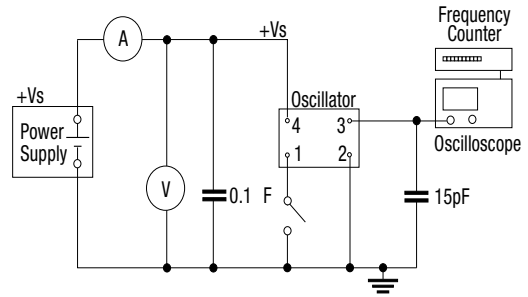 Frequency
Counter
A
+Vs
+Vs
Oscillator
Power
Supply
4
3
Oscilloscope
1
2
V
0.1 F
15pF